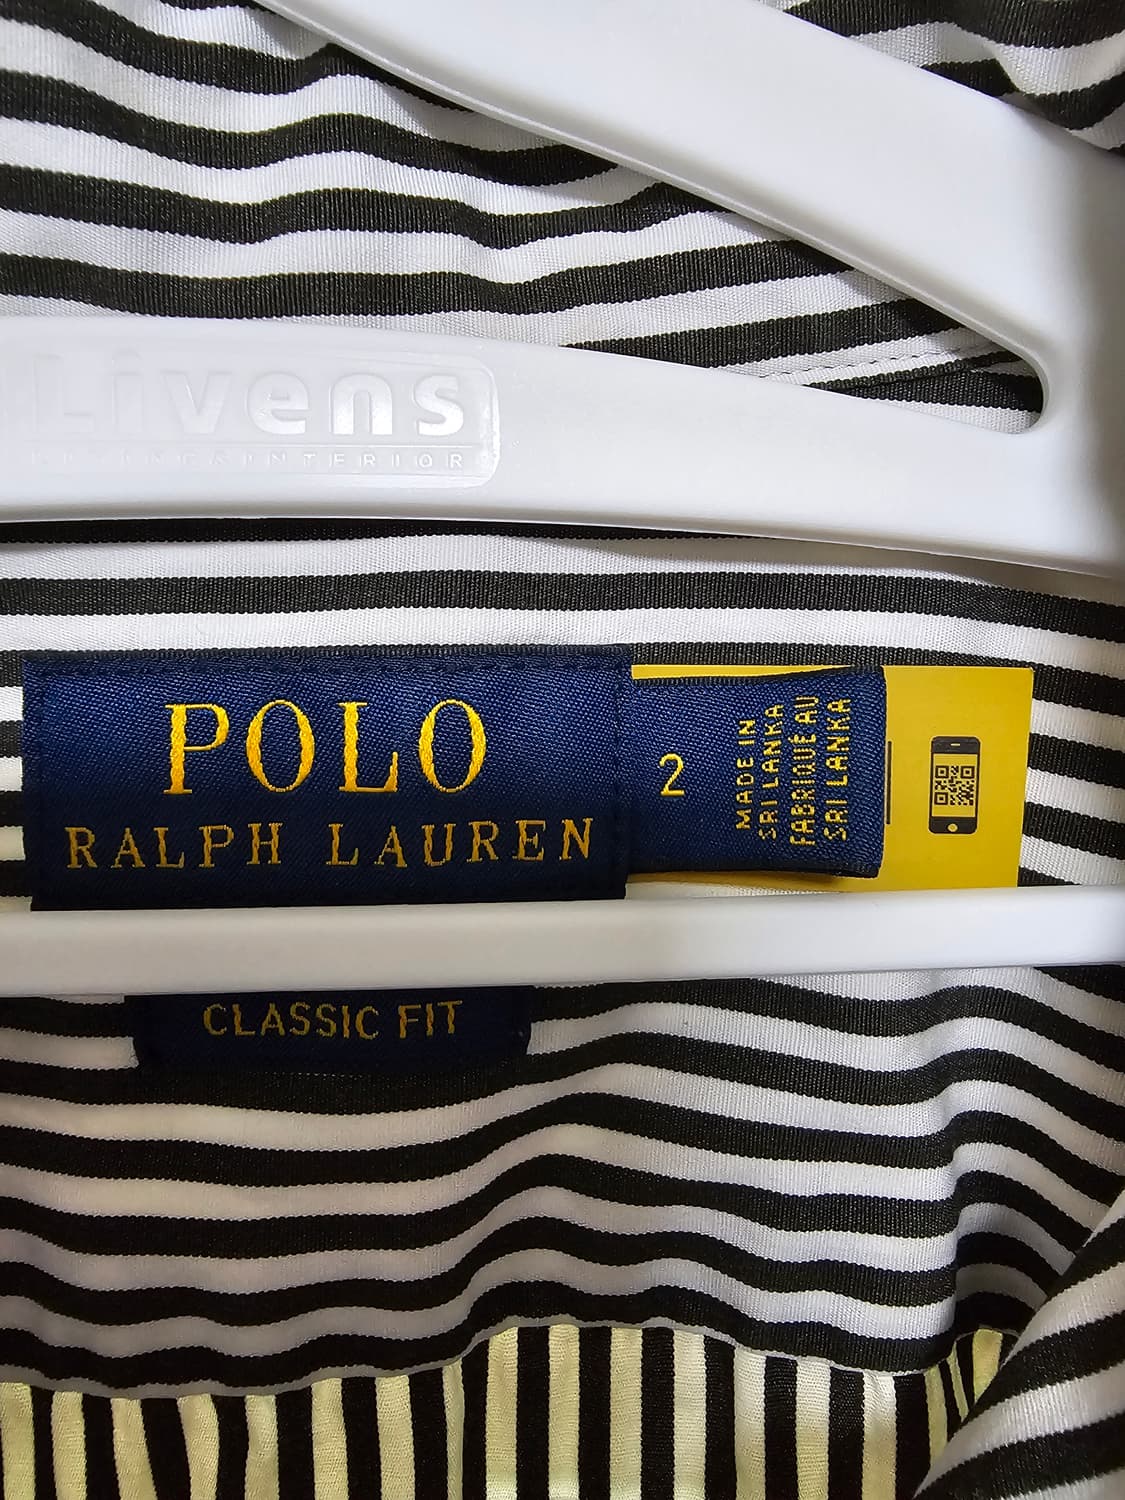 Livens
POLO
RALPH LAUREN
2
MADE IN
SRI LANKA
FABRIQUÉ AU
SRI LANKA
CLASSIC FIT